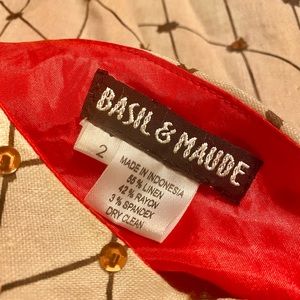 BASIL & MAUDE
2
MADE IN INDONESIA
55% LINEN
42% RAYON
3% SPANDEX
DRY CLEAN